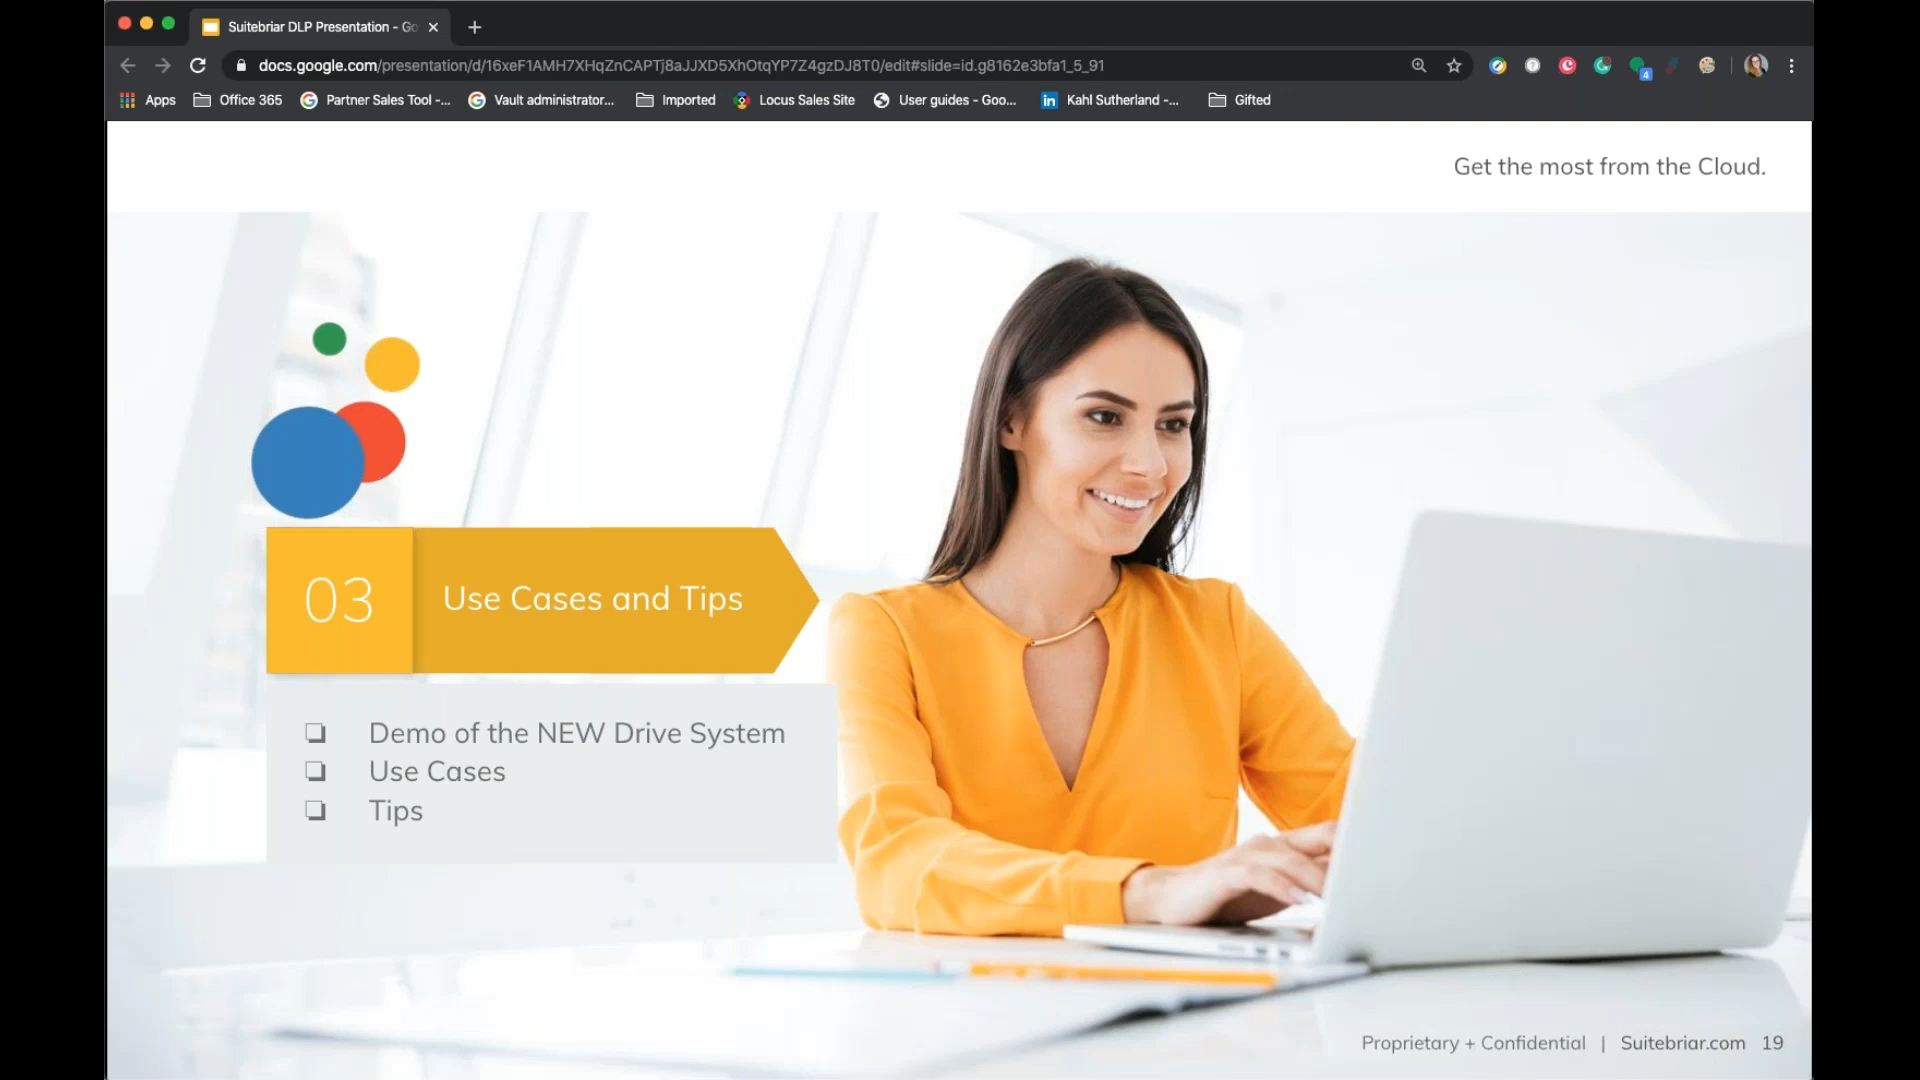 Suitebriar DLP Presentation - Go
docs.google.com/presentation/d/16xeF1AMH7XHqZnCAPTj8aJJXD5XhOtqYP7Z4gzDJ8T0/edit#slide=id.g8162e3bfa1_5_91
4
Apps Office 365 Partner Sales Tool -... Vault administrator... Imported Locus Sales Site User guides - Goo... in Kahl Sutherland -... Gifted
Get the most from the Cloud.
03 Use Cases and Tips
Demo of the NEW Drive System
Use Cases
Tips
Proprietary + Confidential | Suitebriar.com 19